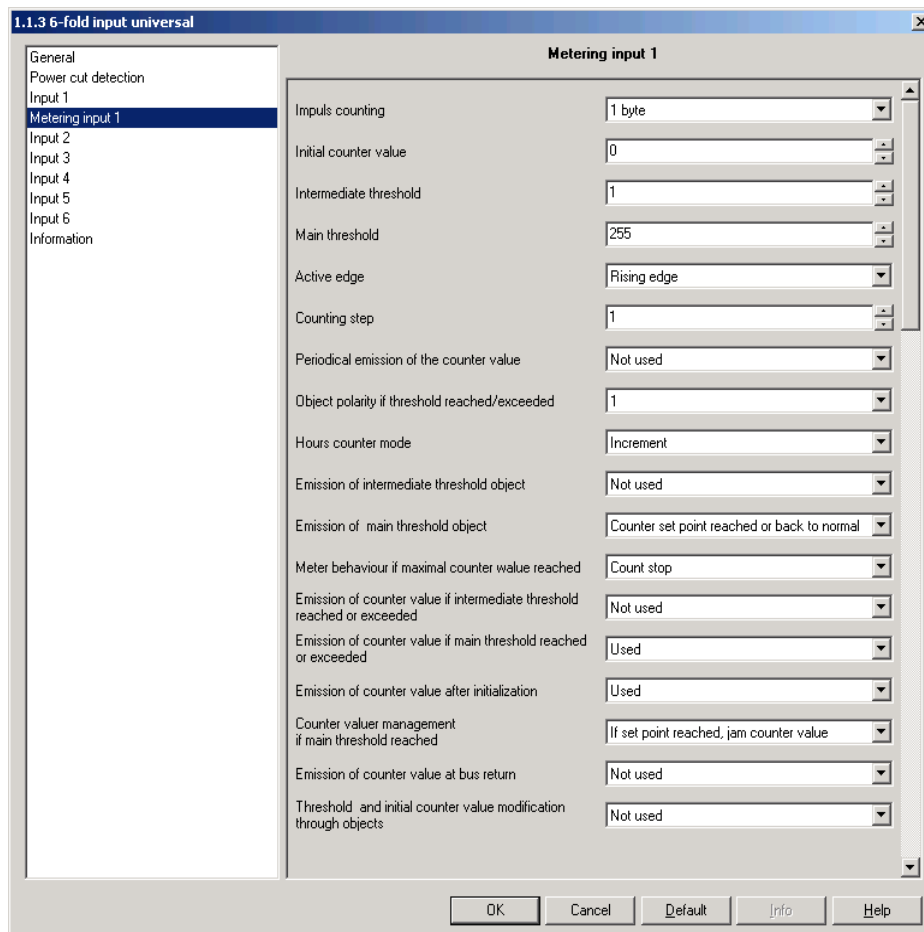 1.1.3 6-fold input universal
General
Power cut detection
Input 1
Metering input 1
Input 2
Input 3
Input 4
Input 5
Input 6
Information
Metering input 1
Impuls counting 1 byte
Initial counter value 0
Intermediate threshold 1
Main threshold 255
Active edge Rising edge
Counting step 1
Periodical emission of the counter value Not used
Object polarity if threshold reached/exceeded 1
Hours counter mode Increment
Emission of intermediate threshold object Not used
Emission of main threshold object Counter set point reached or back to normal
Meter behaviour if maximal counter walue reached Count stop
Emission of counter value if intermediate threshold
reached or exceeded Not used
Emission of counter value if main threshold reached
or exceeded Used
Emission of counter value after initialization Used
Counter valuer management
if main threshold reached If set point reached, jam counter value
Emission of counter value at bus return Not used
Threshold and initial counter value modification
through objects Not used
OK Cancel Default Info Help